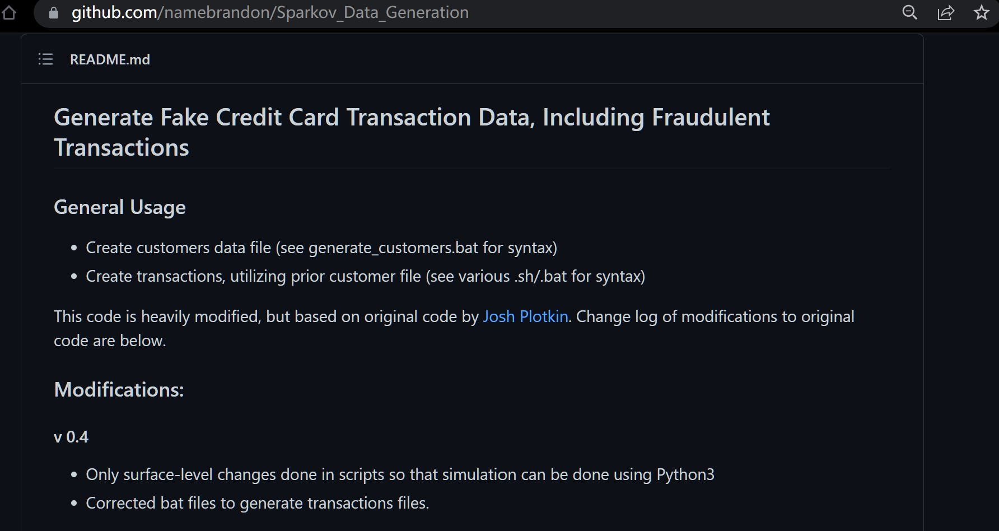 github.com/namebrandon/Sparkov_Data_Generation
README.md
Generate Fake Credit Card Transaction Data, Including Fraudulent
Transactions
General Usage
• Create customers data file (see generate_customers.bat for syntax)
• Create transactions, utilizing prior customer file (see various .sh/.bat for syntax)
This code is heavily modified, but based on original code by Josh Plotkin. Change log of modifications to original
code are below.
Modifications:
v 0.4
• Only surface-level changes done in scripts so that simulation can be done using Python3
• Corrected bat files to generate transactions files.